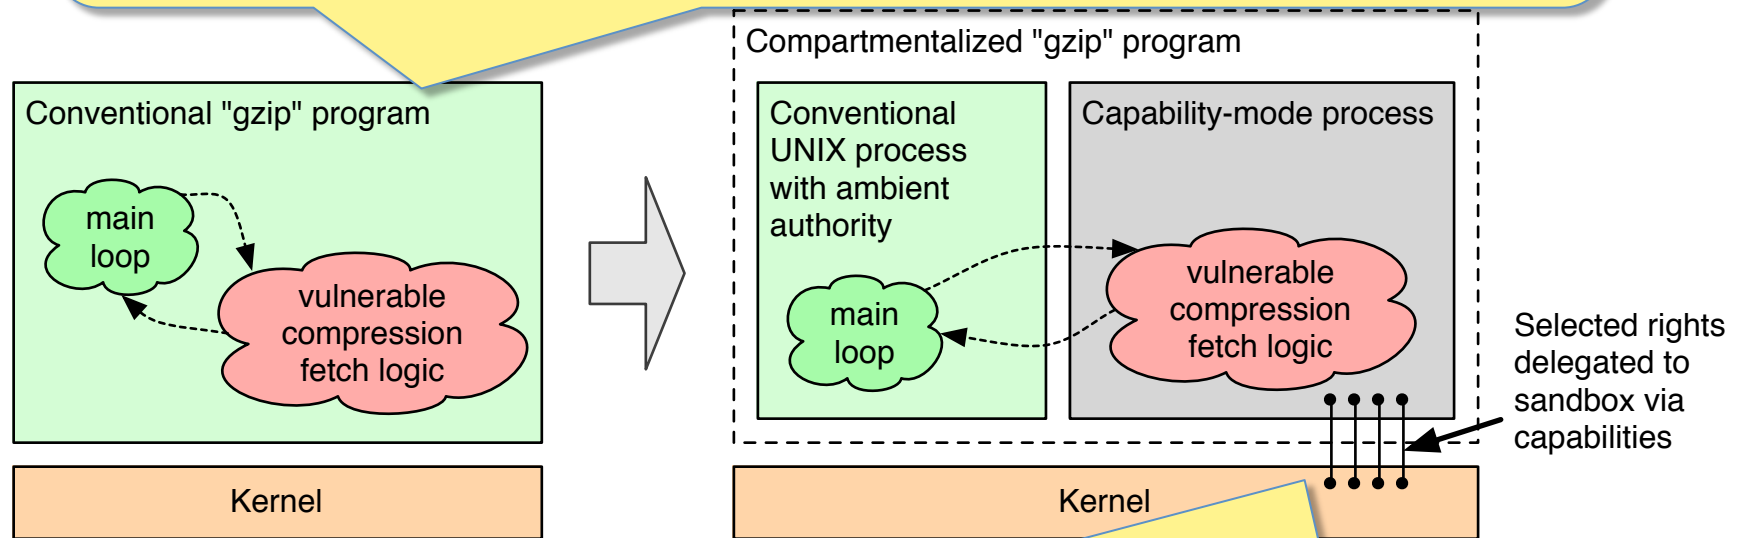 Compartmentalized "gzip" program
Conventional "gzip" program
main
loop
vulnerable
compression
fetch logic
Kernel
Conventional
UNIX process
with ambient
authority
main
loop
Capability-mode process
vulnerable
compression
fetch logic
Selected rights
delegated to
sandbox via
capabilities
Kernel